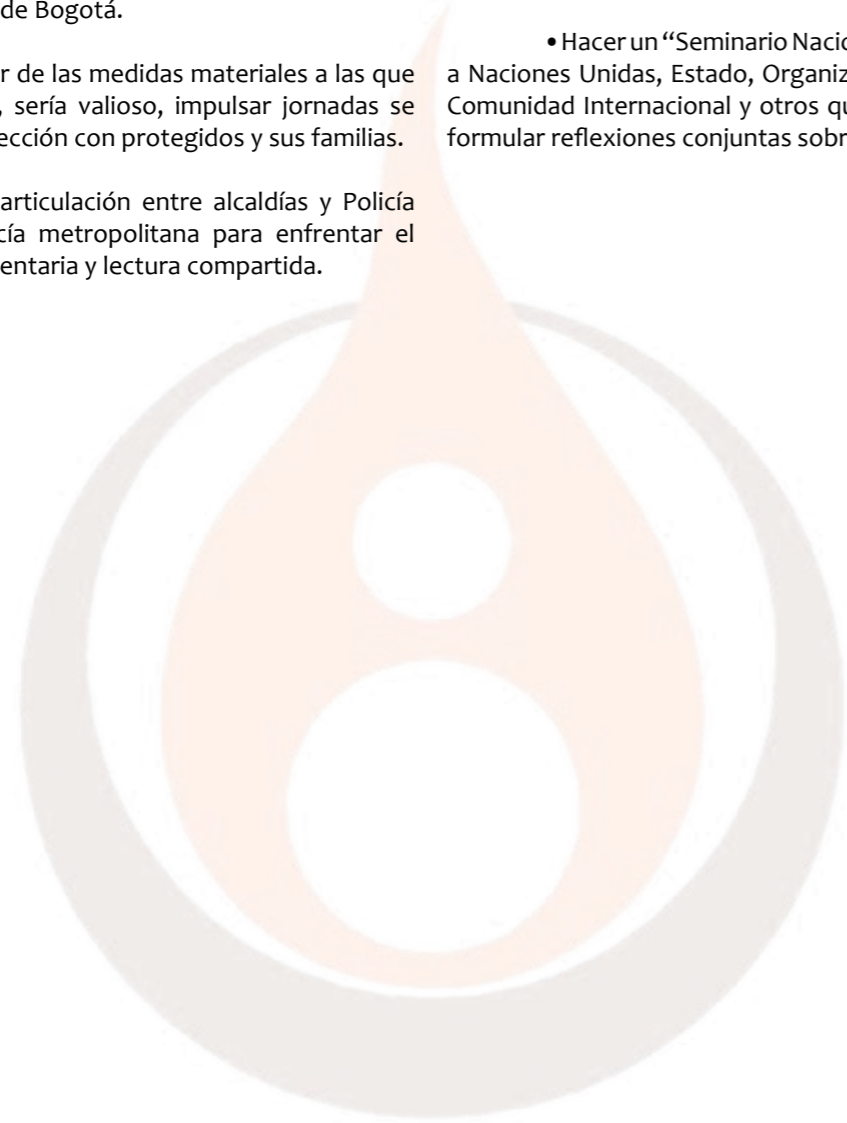 de Bogotá.
r de las medidas materiales a las que
, sería valioso, impulsar jornadas se
ección con protegidos y sus familias.
articulación entre alcaldías y Policía
cía metropolitana para enfrentar el
entaria y lectura compartida.
• Hacer un “Seminario Nacio
a Naciones Unidas, Estado, Organiz
Comunidad Internacional y otros qu
formular reflexiones conjuntas sobr